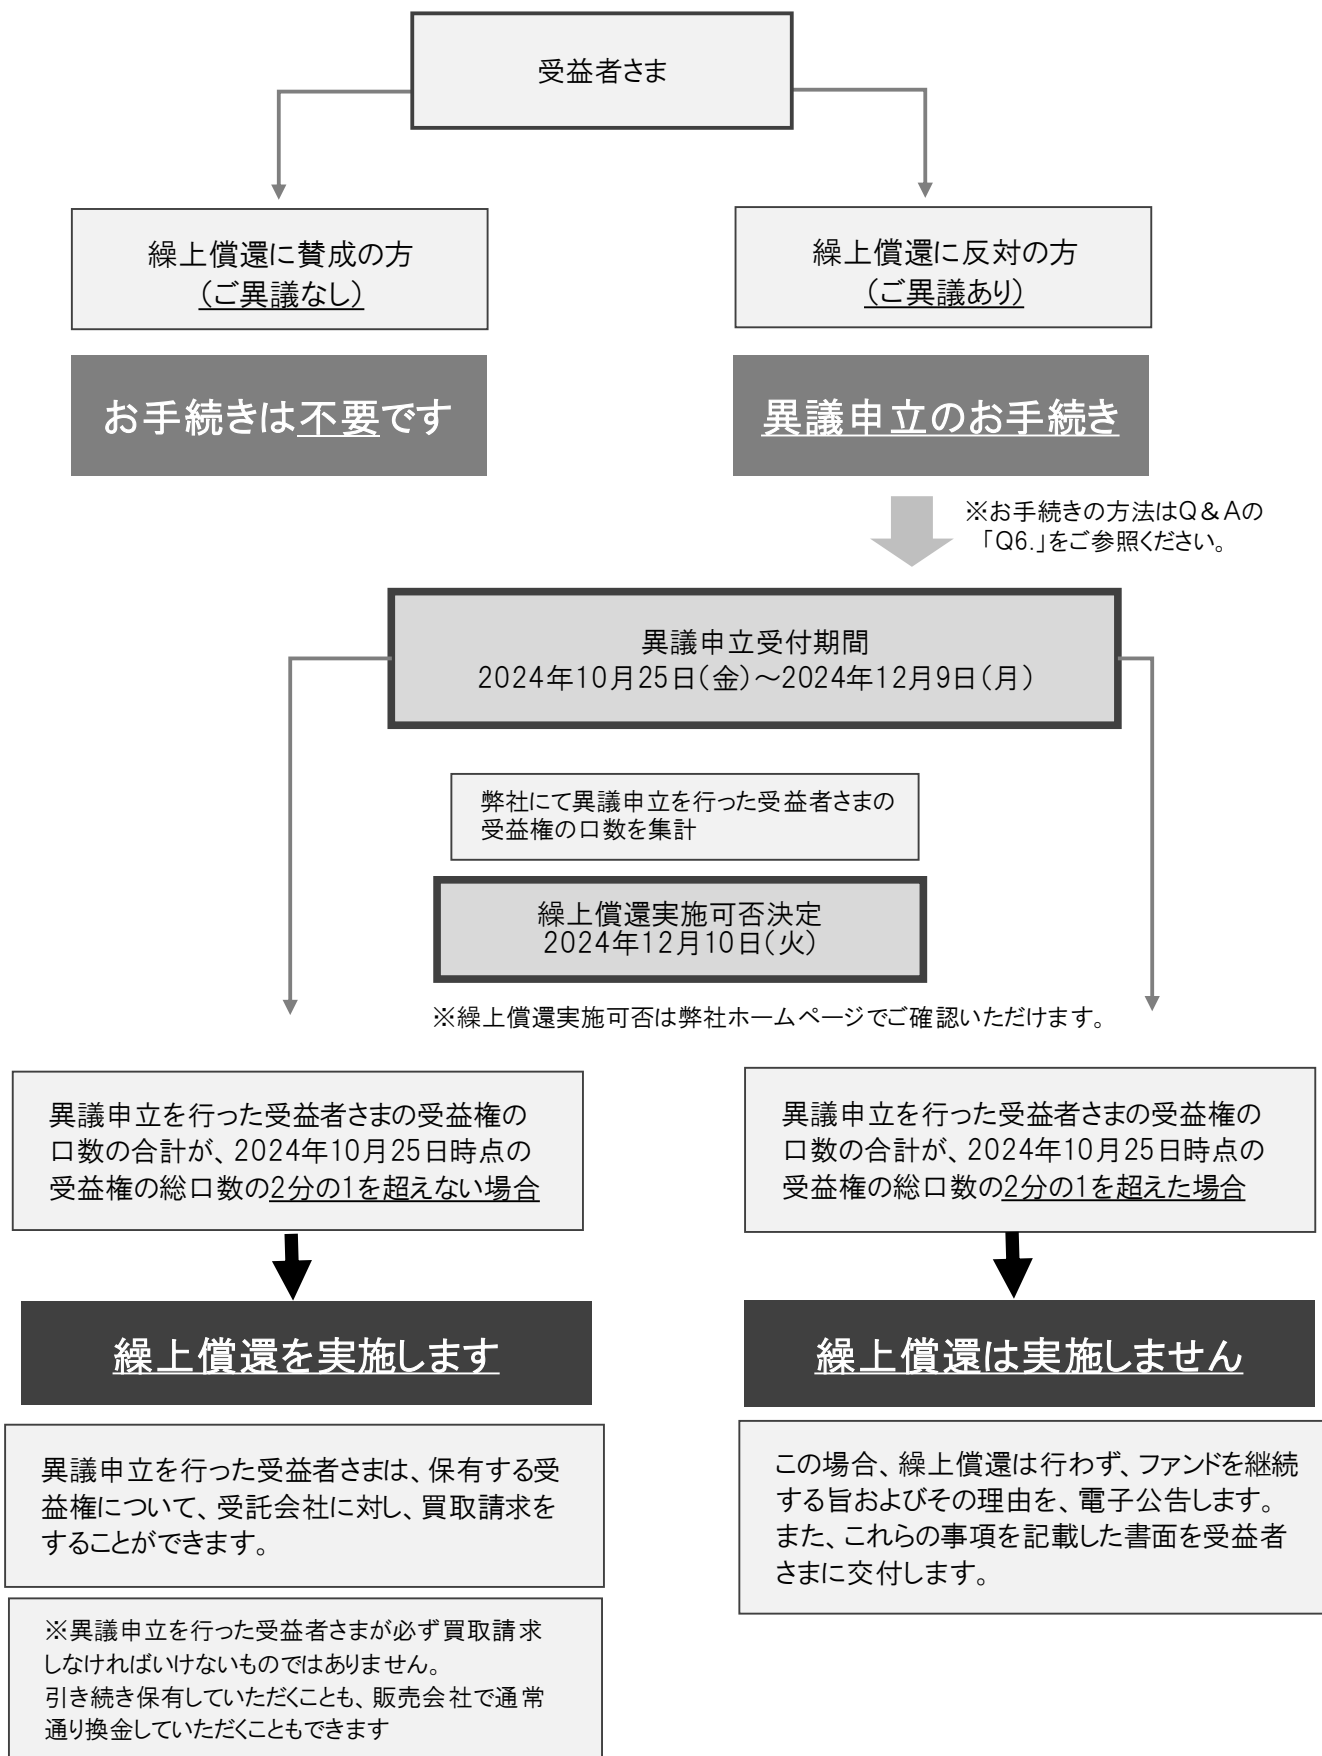 受益者さま
繰上償還に賛成の方
(ご異議なし)
繰上償還に反対の方
(ご異議あり)
お手続きは不要です
異議申立のお手続き
※お手続きの方法はQ&Aの
「Q6.」をご参照ください。
異議申立受付期間
2024年10月25日(金)～2024年12月9日(月)
弊社にて異議申立を行った受益者さまの
受益権の口数を集計
繰上償還実施可否決定
2024年12月10日(火)
※繰上償還実施可否は弊社ホームページでご確認いただけます。
異議申立を行った受益者さまの受益権の
口数の合計が、2024年10月25日時点の
受益権の総口数の2分の1を超えない場合
異議申立を行った受益者さまの受益権の
口数の合計が、2024年10月25日時点の
受益権の総口数の2分の1を超えた場合
繰上償還を実施します
繰上償還は実施しません
異議申立を行った受益者さまは、保有する受
益権について、受託会社に対し、買取請求を
することができます。
この場合、繰上償還は行わず、ファンドを継続
する旨およびその理由を、電子公告します。
また、これらの事項を記載した書面を受益者
さまに交付します。
※異議申立を行った受益者さまが必ず買取請求
しなければいけないものではありません。
引き続き保有していただくことも、販売会社で通常
通り換金していただくこともできます